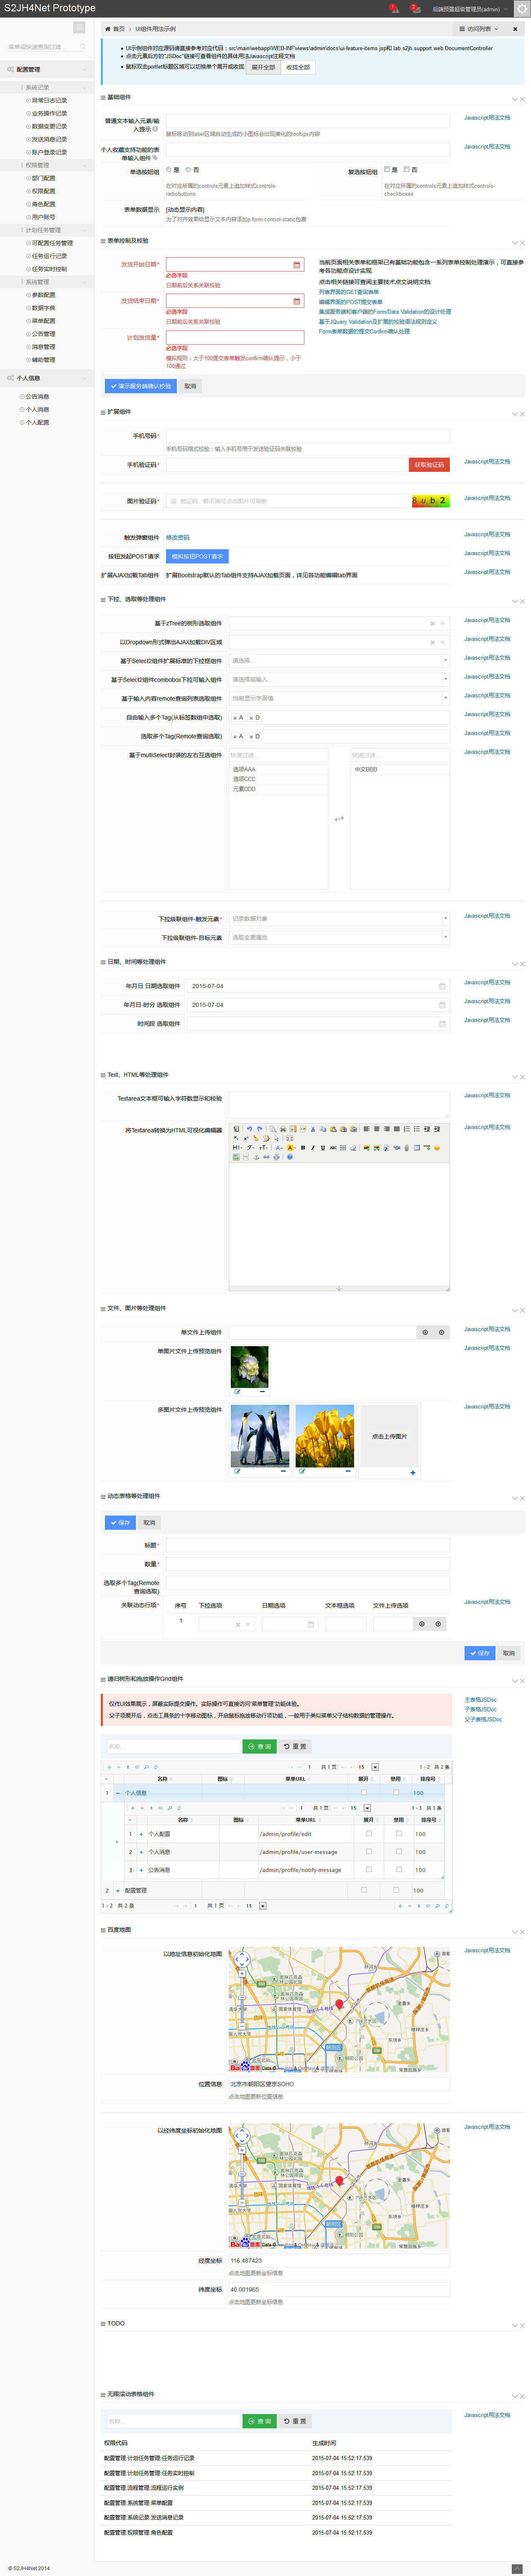 S2JH4Net Prototype
后端预置超级管理员(admin)
菜单项快速查询过滤...
首页 > UI组件用法示例
访问列表
配置管理
系统记录
异常日志记录
业务操作记录
数据变更记录
发送消息记录
账户登录记录
权限管理
部门配置
权限配置
角色配置
用户账号
计划任务管理
可配置任务管理
任务运行记录
任务实时控制
系统管理
参数配置
数据字典
菜单配置
公告管理
消息管理
辅助管理
个人信息
公告消息
个人消息
个人配置
UI示例组件对应源码请直接参考对应代码：src\main\webapp\WEB-INF\views\admin\docs\ui-feature-items.jsp和 lab.s2jh.support.web.DocumentController
点击元素后方的"JSDoc"链接可查看组件的具体用法Javascript注释文档
鼠标双击portlet标题区域可以切换单个展开或收拢 展开全部 收拢全部
基础组件
普通文本输入元素/输入提示
Javascript用法文档
鼠标移动到label区域自动生成的小图标会出现美化的tooltips内容
个人收藏支持功能的表单输入组件
Javascript用法文档
单选按钮组 是 否
在对应所属的controls元素上追加样式controls-radiobuttons
复选按钮组 是 否
在对应所属的controls元素上追加样式controls-checkboxes
表单数据显示 [动态显示内容]
为了对齐效果给显示文本内容添加p form-control-static包裹
表单控制及校验
发货开始日期*
必选字段
日期前后关系关联校验
发货结束日期*
必选字段
日期前后关系关联校验
计划发货量*
必选字段
模拟规则：大于100提交表单触发confirm确认提示，小于100通过
当前页面相关表单和框架已有基础功能包含一系列表单控制处理演示，可直接参考各功能点设计实现
点击相关链接可查阅主要技术点文说明文档:
列表界面的GET查询表单
编辑界面的POST提交表单
集成服务端和客户端的Form/Data Validation的设计处理
基于JQuery Validation及扩展的校验语法规则定义
Form表单数据的提交Confirm确认处理
演示服务端确认校验 取消
扩展组件
手机号码*
手机号码格式校验；输入手机号用于发送验证码关联校验
手机验证码* 获取验证码 Javascript用法文档
图片验证码* 验证码...看不清可点击图片可刷新 Javascript用法文档
触发弹窗组件 修改密码 Javascript用法文档
按钮发起POST请求 模拟按钮POST请求 Javascript用法文档
扩展AJAX加载Tab组件 扩展Bootstrap默认的Tab组件支持AJAX加载页面，详见各功能编辑tab界面 Javascript用法文档
下拉、选取等处理组件
基于zTree的树形选取组件 Javascript用法文档
以Dropdown形式弹出AJAX加载DIV区域 Javascript用法文档
基于Select2组件扩展标准的下拉框组件 请选择... Javascript用法文档
基于Select2组件combobox下拉可输入组件 请选择或输入... Javascript用法文档
基于输入内容remote查询列表选取组件 当前显示字面值 Javascript用法文档
自由输入多个Tag(从标签数组中选取) A D Javascript用法文档
选取多个Tag(Remote查询选取) A D Javascript用法文档
基于multiSelect封装的左右互选组件 快速过滤... 快速过滤... Javascript用法文档
选项AAA 中文BBB
选项CCC
元素DDD
下拉级联组件-触发元素* 记录数据对象 Javascript用法文档
下拉级联组件-目标元素 选取变更属性
日期、时间等处理组件
年月日 日期选取组件 2015-07-04 Javascript用法文档
年月日-时分 选取组件 2015-07-04 Javascript用法文档
时间段 选取组件 Javascript用法文档
Text、HTML等处理组件
Textarea文本框可输入字符数显示和校验 Javascript用法文档
将Textarea转换为HTML可视化编辑器 Javascript用法文档
文件、图片等处理组件
单文件上传组件 Javascript用法文档
单图片文件上传预览组件 Javascript用法文档
多图片文件上传预览组件 点击上传图片 Javascript用法文档
动态表格等处理组件
保存 取消
标题*
数量*
选取多个Tag(Remote查询选取)
关联动态行项* 序号 下拉选项 日期选项 文本框选项 文件上传选项 Javascript用法文档
1
保存 取消
递归树形和拖放操作Grid组件
仅作UI效果展示，屏蔽实际提交操作。实际操作可直接访问"菜单管理"功能体验。
父子项展开后，点击工具条的十字移动图标，开启鼠标拖放移动行项功能，一般用于类似菜单父子结构数据的管理操作。
主表格JSDoc
子表格JSDoc
父子表格JSDoc
名称... 查 询 重 置
1 共 1 页 15 1 - 2 共 2 条
名称 图标 菜单URL 展开 禁用 排序号
1 个人信息 100
1 共 1 页 15 1 - 3 共 3 条
名称 图标 菜单URL 展开 禁用 排序号
1 个人配置 /admin/profile/edit 100
2 个人消息 /admin/profile/user-message 100
3 公告消息 /admin/profile/notify-message 100
2 配置管理 100
1 - 2 共 2 条 1 共 1 页 15
百度地图
以地址信息初始化地图 Javascript用法文档
位置信息 北京市朝阳区望京SOHO
点击地图更新位置信息
以经纬度坐标初始化地图 Javascript用法文档
经度坐标 116.487423
点击地图更新坐标信息
纬度坐标 40.001965
点击地图更新坐标信息
TODO
无限滚动表格组件
名称... 查 询 重 置 Javascript用法文档
权限代码 生成时间
配置管理:计划任务管理:任务运行记录 2015-07-04 15:52:17.539
配置管理:计划任务管理:任务实时控制 2015-07-04 15:52:17.539
配置管理:流程管理:流程运行实例 2015-07-04 15:52:17.539
配置管理:系统管理:菜单配置 2015-07-04 15:52:17.539
配置管理:系统记录:发送消息记录 2015-07-04 15:52:17.539
配置管理:权限管理:角色配置 2015-07-04 15:52:17.539
© S2JH4Net 2014